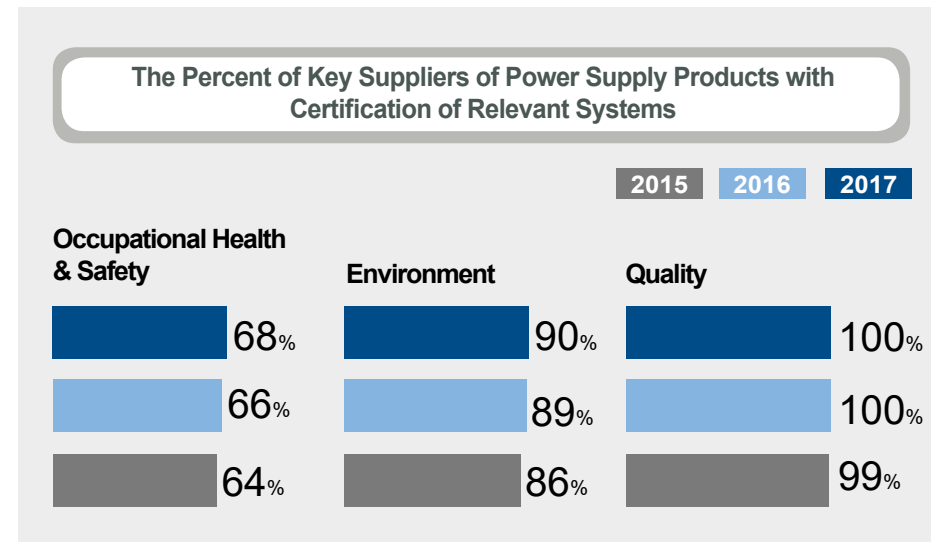 The Percent of Key Suppliers of Power Supply Products with
Certification of Relevant Systems
2015 2016 2017
Occupational Health
& Safety
Environment
Quality
68%
90%
100%
66%
89%
100%
64%
86%
99%